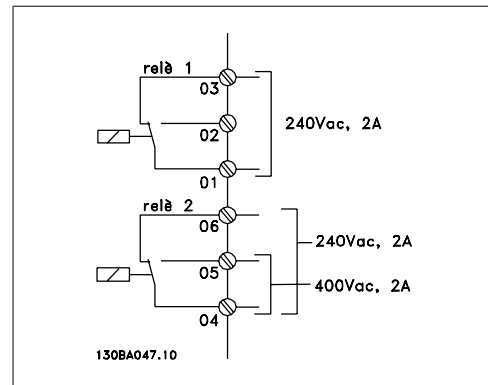 relè 1
03
02
240Vac, 2A
01
relè 2
06
240Vac, 2A
05
400Vac, 2A
04
130BA047.10